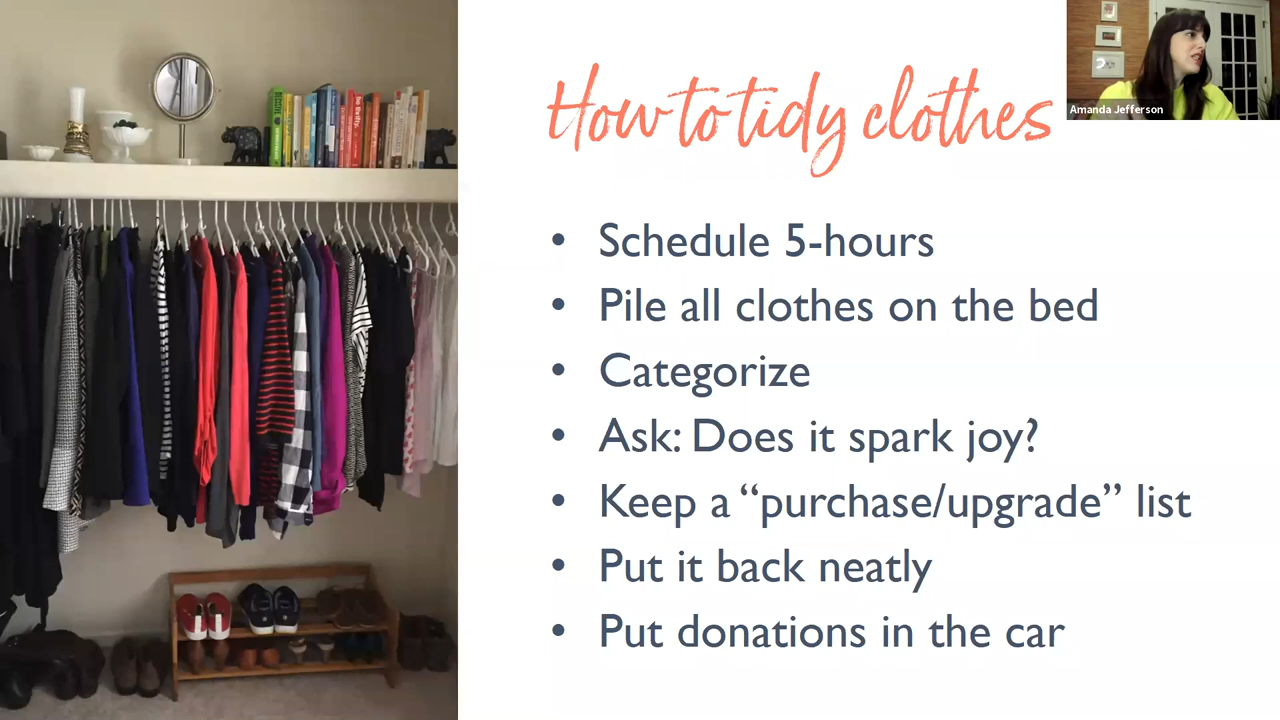 How to tidy clothes
Amanda Jefferson
• Schedule 5-hours
• Pile all clothes on the bed
• Categorize
• Ask: Does it spark joy?
• Keep a “purchase/upgrade” list
• Put it back neatly
• Put donations in the car